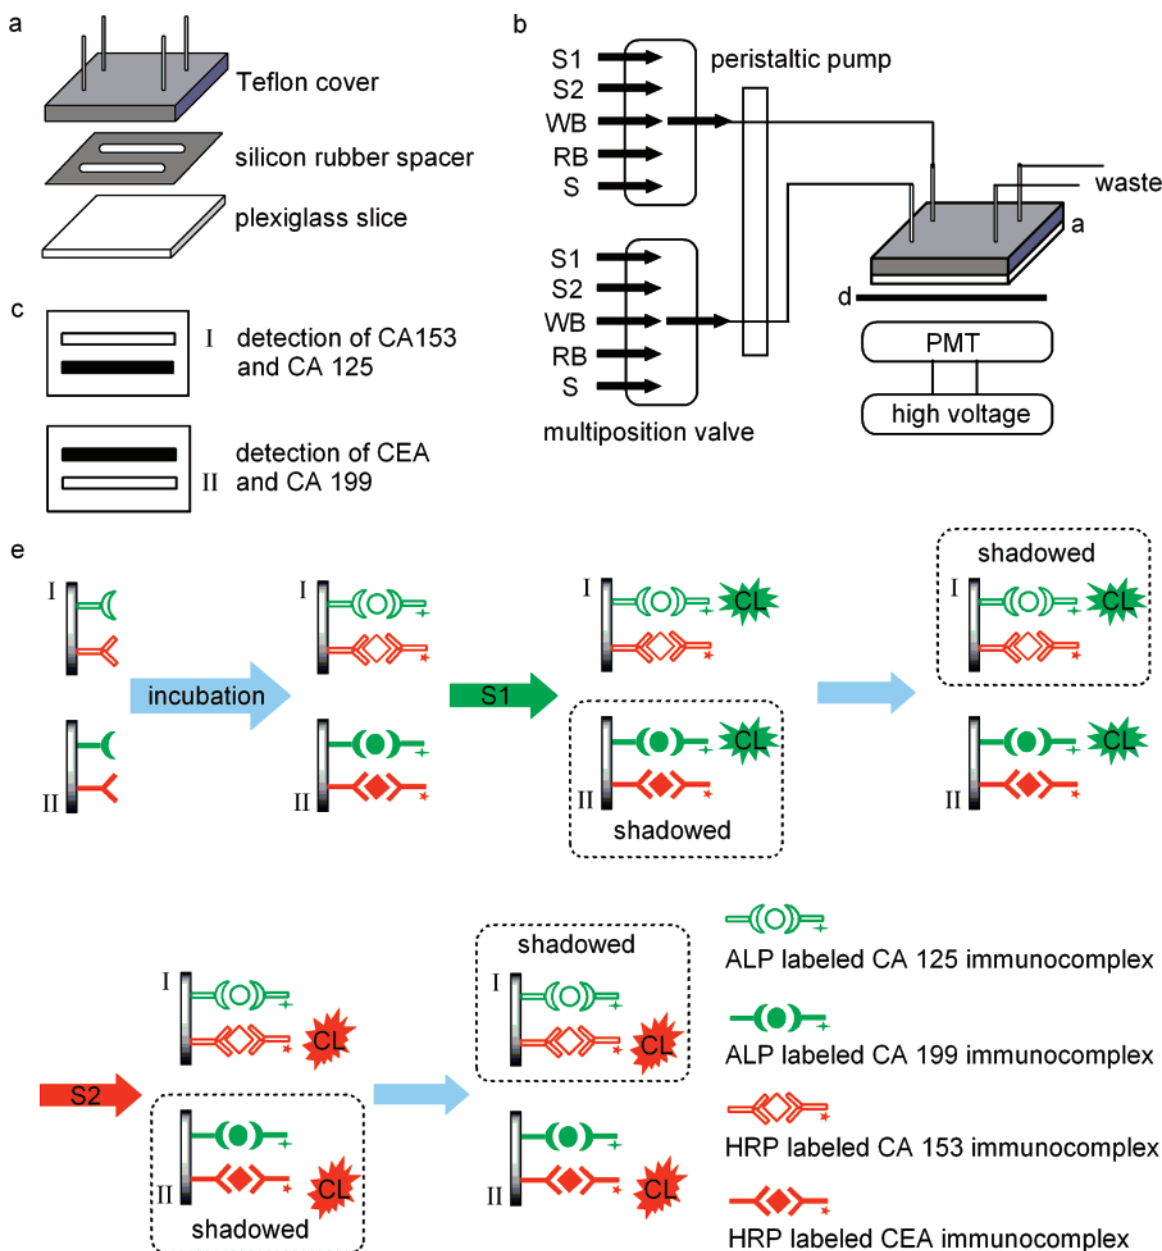 a
Teflon cover
silicon rubber spacer
plexiglass slice
b
S1
S2
WB
RB
S
peristaltic pump
waste
a
S1
S2
WB
RB
S
multiposition valve
d
PMT
high voltage
c
I
detection of CA153
and CA 125
II
detection of CEA
and CA 199
e
I
II
incubation
I
II
S1
I
CL
II
CL
shadowed
shadowed
I
CL
II
CL
S2
I
CL
II
CL
shadowed
shadowed
I
CL
II
CL
ALP labeled CA 125 immunocomplex
ALP labeled CA 199 immunocomplex
HRP labeled CA 153 immunocomplex
HRP labeled CEA immunocomplex